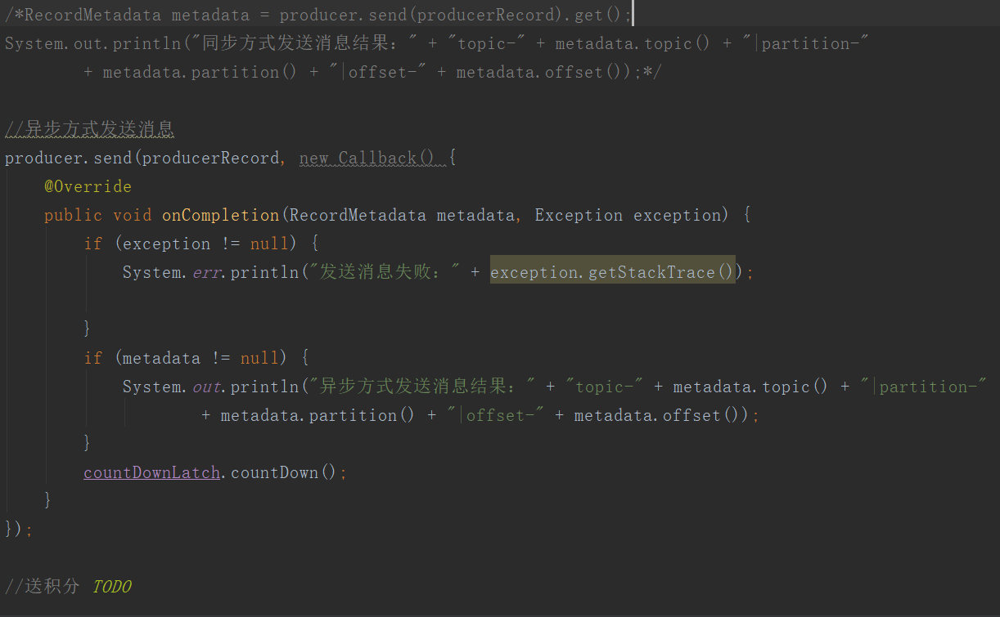 /*RecordMetadata metadata = producer.send(producerRecord).get();
System.out.println("同步方式发送消息结果：" + "topic-" + metadata.topic() + "|partition-"
        + metadata.partition() + "|offset-" + metadata.offset());*/

//异步方式发送消息
producer.send(producerRecord, new Callback() {
    @Override
    public void onCompletion(RecordMetadata metadata, Exception exception) {
        if (exception != null) {
            System.err.println("发送消息失败：" + exception.getStackTrace());

        }
        if (metadata != null) {
            System.out.println("异步方式发送消息结果：" + "topic-" + metadata.topic() + "|partition-"
                    + metadata.partition() + "|offset-" + metadata.offset());
        }
        countDownLatch.countDown();
    }
});

//送积分 TODO